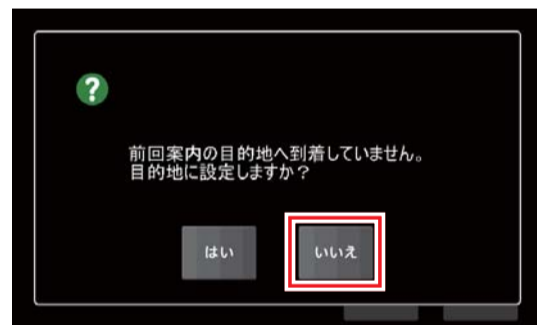 ?
前回案内の目的地へ到着していません。
目的地に設定しますか？
はい
いいえ